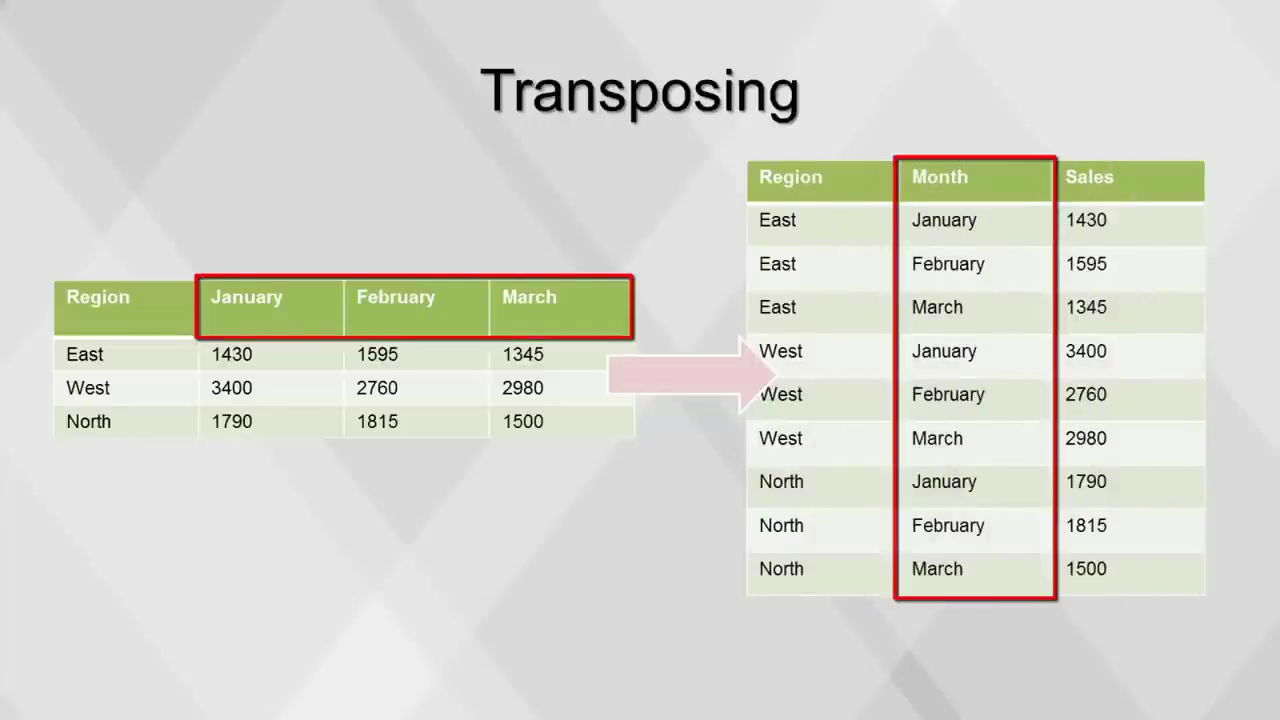 Transposing
Region January February March
East 1430 1595 1345
West 3400 2760 2980
North 1790 1815 1500
Region Month Sales
East January 1430
East February 1595
East March 1345
West January 3400
West February 2760
West March 2980
North January 1790
North February 1815
North March 1500